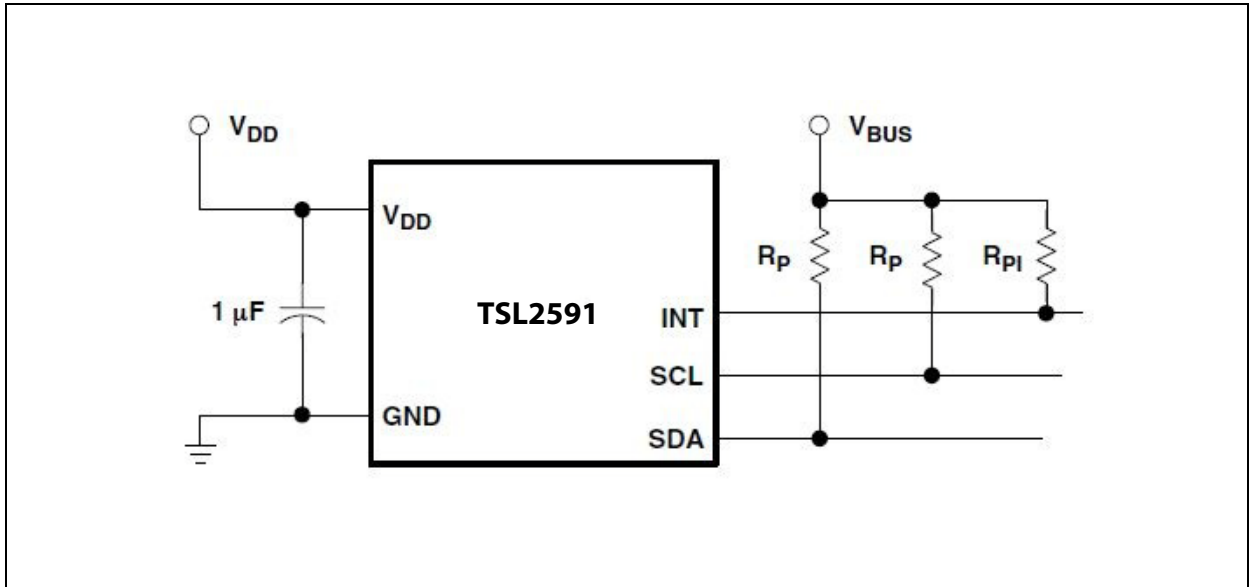 VDD
VBUS
VDD
1 μF
TSL2591
RP
RP
RPI
INT
SCL
GND
SDA